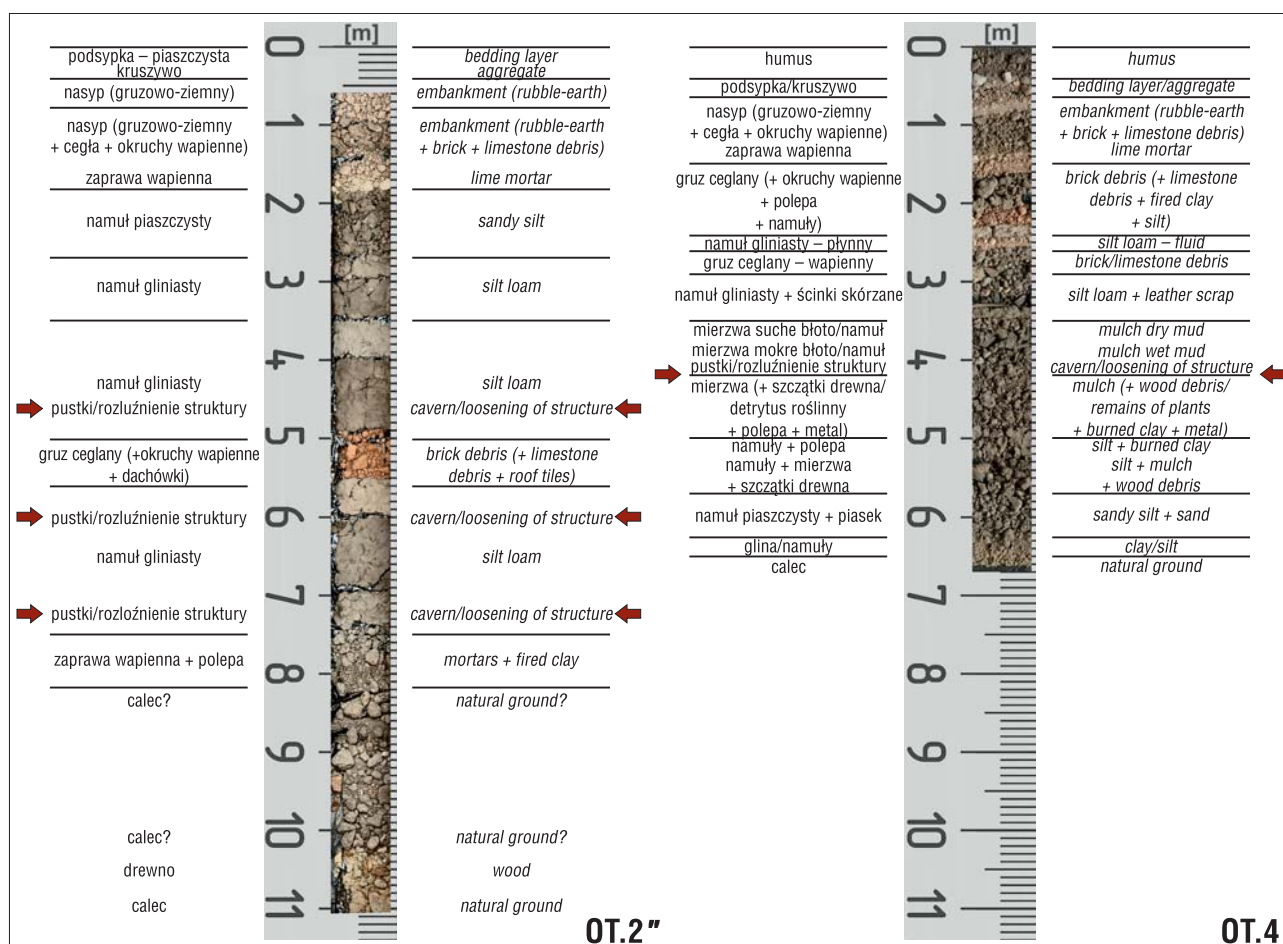 podsypka – piaszczysta
kruszywo
nasyp (gruzowo-ziemny)
nasyp (gruzowo-ziemny
+ cegła + okruchy wapienne)
zaprawa wapienna
namuł piaszczysty
namuł gliniasty
namuł gliniasty
pustki/rozluźnienie struktury
gruz ceglany (+okruchy wapienne
+ dachówki)
pustki/rozluźnienie struktury
namuł gliniasty
pustki/rozloźnienie struktury
zaprawa wapienna + polepa
calec?
calec?
drewno
calec
[m]
0
1
2
3
4
5
6
7
8
9
10
11
bedding layer
aggregate
embankment (rubble-earth)
embankment (rubble-earth
+ brick + limestone debris)
lime mortar
sandy silt
silt loam
silt loam
cavern/loosening of structure
brick debris (+ limestone
debris + roof tiles)
cavern/loosening of structure
silt loam
cavern/loosening of structure
mortars + fired clay
natural ground?
natural ground?
wood
natural ground
OT.2″
humus
podsypka/kruszywo
nasyp (gruzowo-ziemny
+ cegła + okruchy wapienne)
zaprawa wapienna
gruz ceglany (+ okruchy wapienne
+ polepa
+ namuły)
namuł gliniasty – płynny
gruz ceglany – wapienny
namuł gliniasty + ścinki skórzane
mierzwa suche błoto/namuł
mierzwa mokre błoto/namuł
pustki/rozluźnienie struktury
mierzwa (+ szczątki drewna/
detrytus roślinny
+ polepa + metal)
namuły + polepa
namuły + mierzwa
+ szczątki drewna
namuł piaszczysty + piasek
glina/namuły
calec
[m]
0
1
2
3
4
5
6
7
8
9
10
11
humus
bedding layer/aggregate
embankment (rubble-earth
+ brick + limestone debris)
lime mortar
brick debris (+ limestone
debris + fired clay
+ silt)
silt loam – fluid
brick/limestone debris
silt loam + leather scrap
mulch dry mud
mulch wet mud
cavern/loosening of structure
mulch (+ wood debris/
remains of plants
+ burned clay + metal)
silt + burned clay
silt + mulch
+ wood debris
sandy silt + sand
clay/silt
natural ground
OT.4